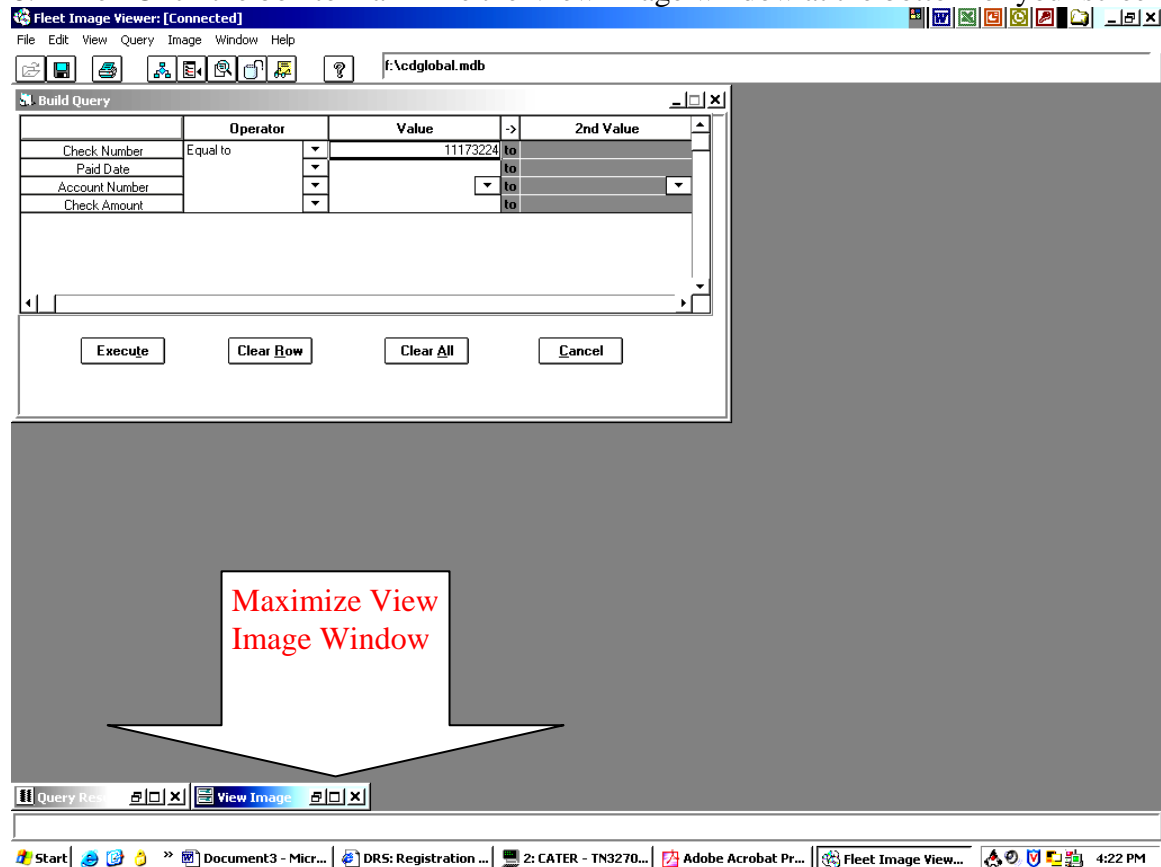 Fleet Image Viewer: [Connected]
File Edit View Query Image Window Help
f:\cdglobal.mdb
Build Query
Operator Value -> 2nd Value
Check Number Equal to 11173224 to
Paid Date to
Account Number to
Check Amount to
Execute Clear Row Clear All Cancel
Maximize View
Image Window
Query Res View Image
Start » Document3 - Micr... DRS: Registration ... 2: CATER - TN3270... Adobe Acrobat Pr... Fleet Image View... 4:22 PM